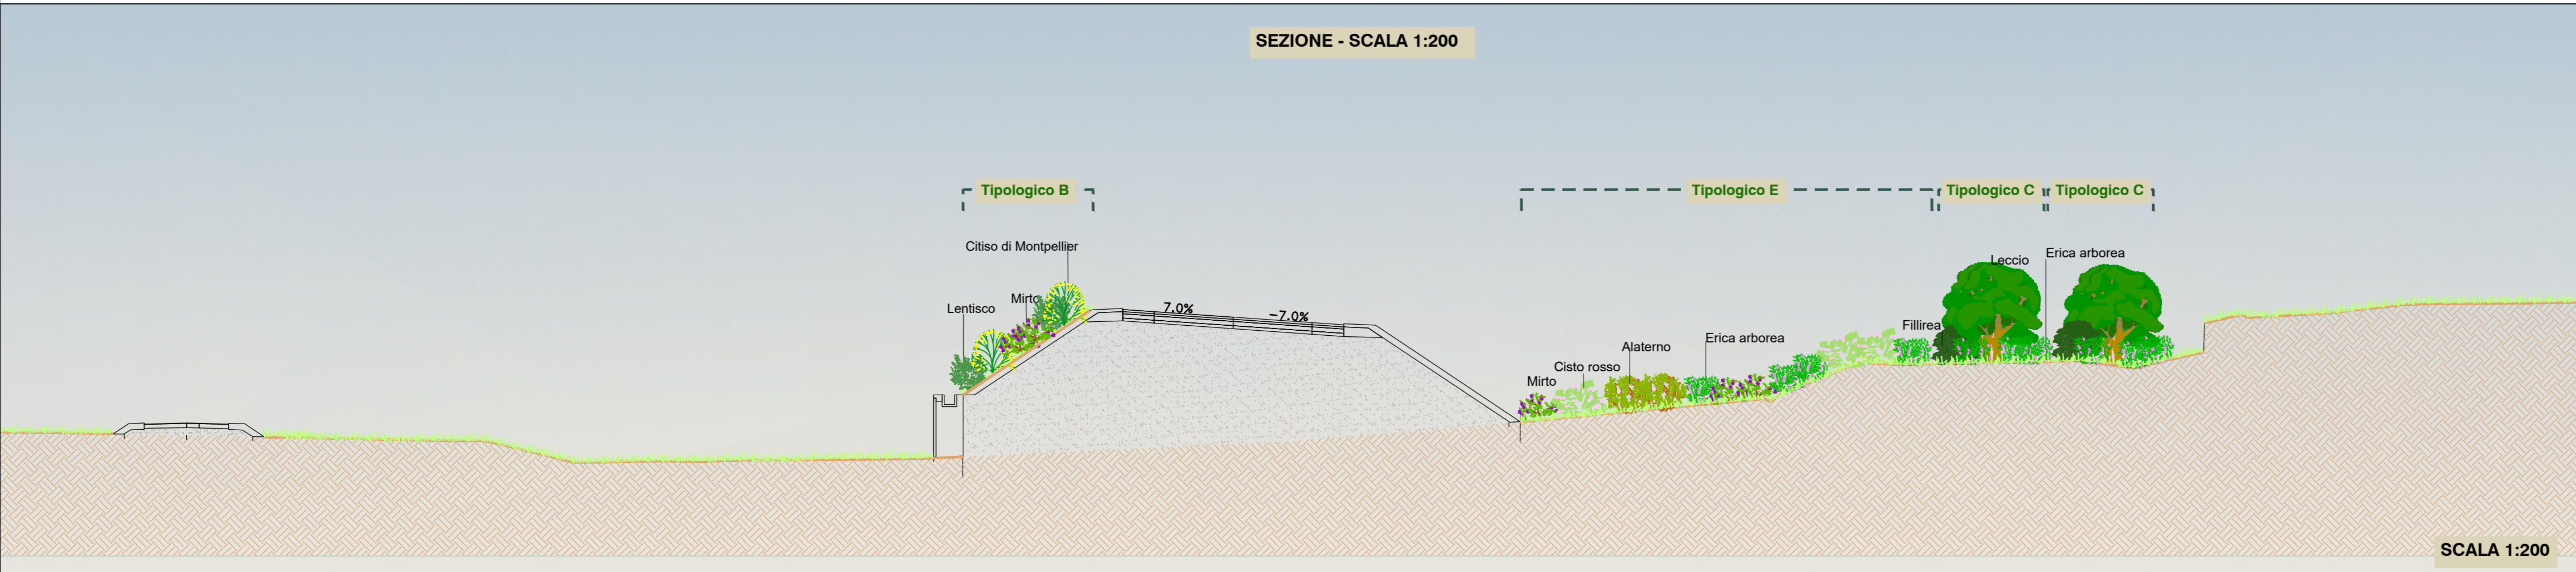 SEZIONE - SCALA 1:200
Tipologico B
Tipologico E
Tipologico C
Tipologico C
Citiso di Montpellier
Erica arborea
Leccio
Mirto
Lentisco
7.0%
-7.0%
Fillirea
Erica arborea
Alaterno
Cisto rosso
Mirto
SCALA 1:200